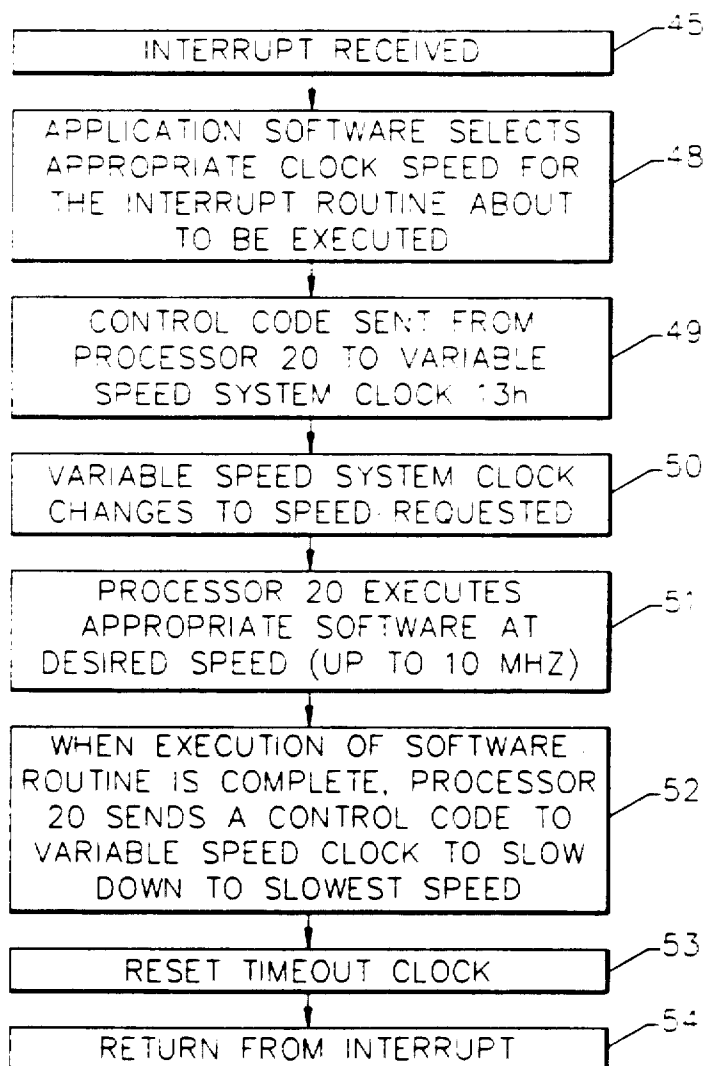 INTERRUPT RECEIVED
45
APPLICATION SOFTWARE SELECTS
APPROPRIATE CLOCK SPEED FOR
THE INTERRUPT ROUTINE ABOUT
TO BE EXECUTED
48
CONTROL CODE SENT FROM
PROCESSOR 20 TO VARIABLE
SPEED SYSTEM CLOCK 13h
49
VARIABLE SPEED SYSTEM CLOCK
CHANGES TO SPEED REQUESTED
50
PROCESSOR 20 EXECUTES
APPROPRIATE SOFTWARE AT
DESIRED SPEED (UP TO 10 MHZ)
51
WHEN EXECUTION OF SOFTWARE
ROUTINE IS COMPLETE, PROCESSOR
20 SENDS A CONTROL CODE TO
VARIABLE SPEED CLOCK TO SLOW
DOWN TO SLOWEST SPEED
52
RESET TIMEOUT CLOCK
53
RETURN FROM INTERRUPT
54